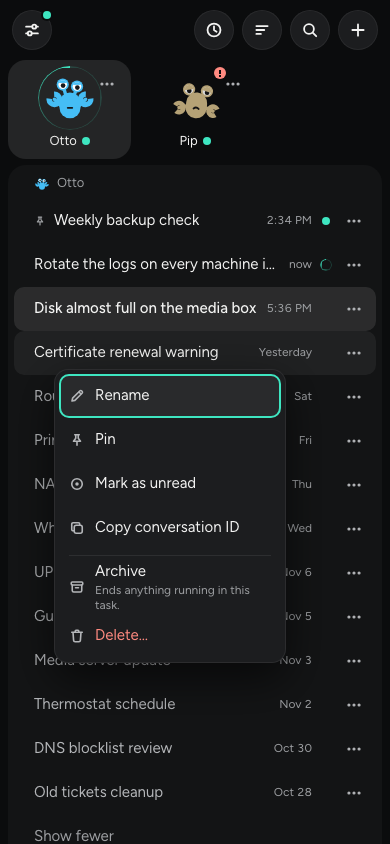 Otto
Pip
Otto
Weekly backup check 2:34 PM
Rotate the logs on every machine i... now
Disk almost full on the media box 5:36 PM
Certificate renewal warning Yesterday
Sat
Rename
Fri
Pin
Thu
Mark as unread
Wed
Copy conversation ID
Nov 6
Archive
Ends anything running in this
task.
Nov 5
Delete...
Media server update Nov 3
Thermostat schedule Nov 2
DNS blocklist review Oct 30
Old tickets cleanup Oct 28
Show fewer